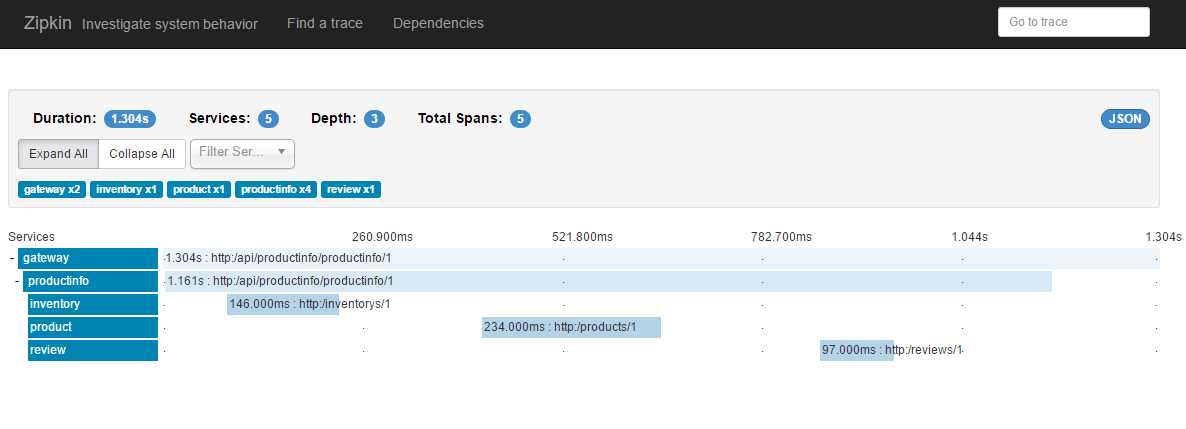 Zipkin Investigate system behavior Find a trace Dependencies Go to trace
Duration: 1.304s Services: 5 Depth: 3 Total Spans: 5 JSON
Expand All Collapse All Filter Ser...
gateway x2 inventory x1 product x1 productinfo x4 review x1
Services 260.900ms 521.800ms 782.700ms 1.044s 1.304s
- gateway 1.304s : http:/api/productinfo/productinfo/1
- productinfo 1.161s : http:/api/productinfo/productinfo/1
inventory 146.000ms : http:/inventorys/1
product 234.000ms : http:/products/1
review 97.000ms : http:/reviews/1